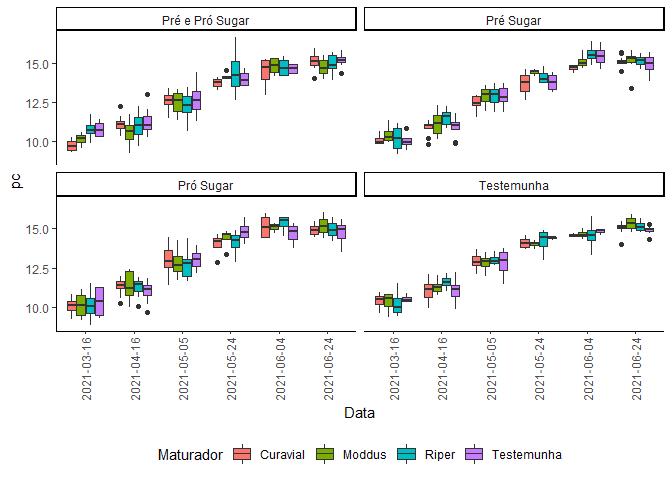 Pré e Pró Sugar
Pré Sugar
15.0
12.5
10.0
pc
Pró Sugar
Testemunha
15.0
12.5
10.0
2021-03-16
2021-04-16
2021-05-05
2021-05-24
2021-06-04
2021-06-24
2021-03-16
2021-04-16
2021-05-05
2021-05-24
2021-06-04
2021-06-24
Data
Maturador Curavial Moddus Riper Testemunha